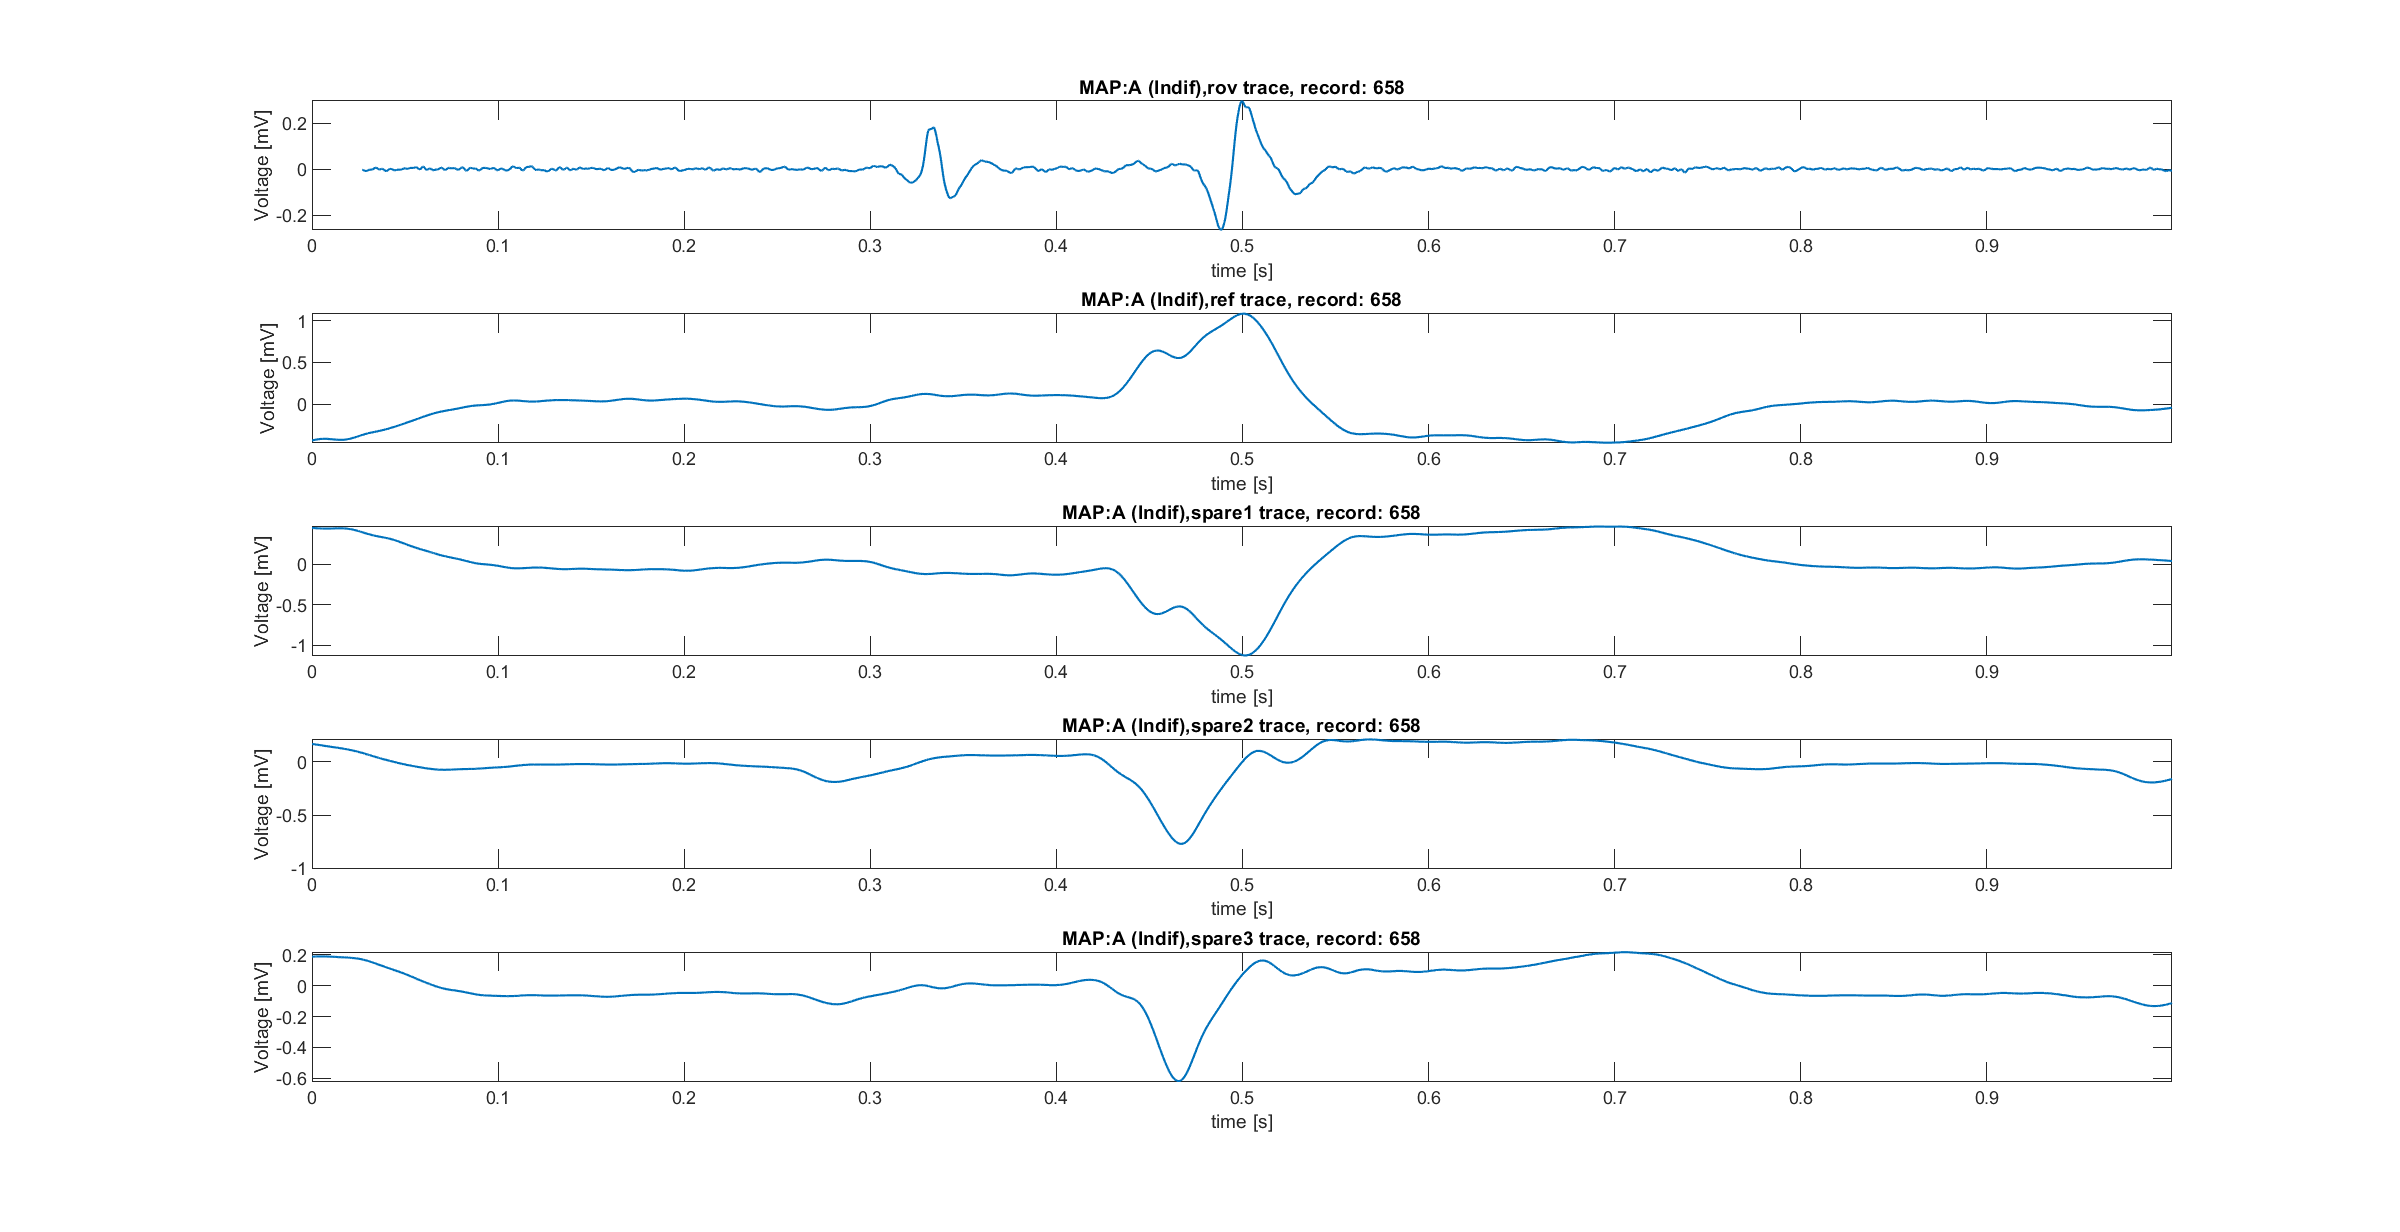 MAP:A (Indif),rov trace, record: 658
Voltage [mV]
0.2
0
-0.2
0 0.1 0.2 0.3 0.4 0.5 0.6 0.7 0.8 0.9
time [s]
MAP:A (Indif),ref trace, record: 658
Voltage [mV]
1
0.5
0
0 0.1 0.2 0.3 0.4 0.5 0.6 0.7 0.8 0.9
time [s]
MAP:A (Indif),spare1 trace, record: 658
Voltage [mV]
0
-0.5
-1
0 0.1 0.2 0.3 0.4 0.5 0.6 0.7 0.8 0.9
time [s]
MAP:A (Indif),spare2 trace, record: 658
Voltage [mV]
0
-0.5
-1
0 0.1 0.2 0.3 0.4 0.5 0.6 0.7 0.8 0.9
time [s]
MAP:A (Indif),spare3 trace, record: 658
Voltage [mV]
0.2
0
-0.2
-0.4
-0.6
0 0.1 0.2 0.3 0.4 0.5 0.6 0.7 0.8 0.9
time [s]